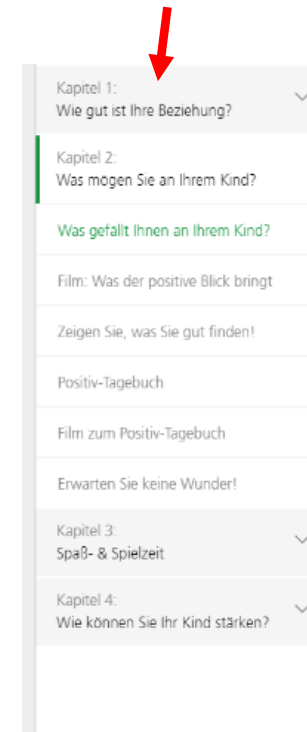 Kapitel 1:
Wie gut ist Ihre Beziehung?
Kapitel 2:
Was mögen Sie an Ihrem Kind?
Was gefällt Ihnen an Ihrem Kind?
Film: Was der positive Blick bringt
Zeigen Sie, was Sie gut finden!
Positiv-Tagebuch
Film zum Positiv-Tagebuch
Erwarten Sie keine Wunder!
Kapitel 3:
Spaß- & Spielzeit
Kapitel 4:
Wie können Sie Ihr Kind stärken?